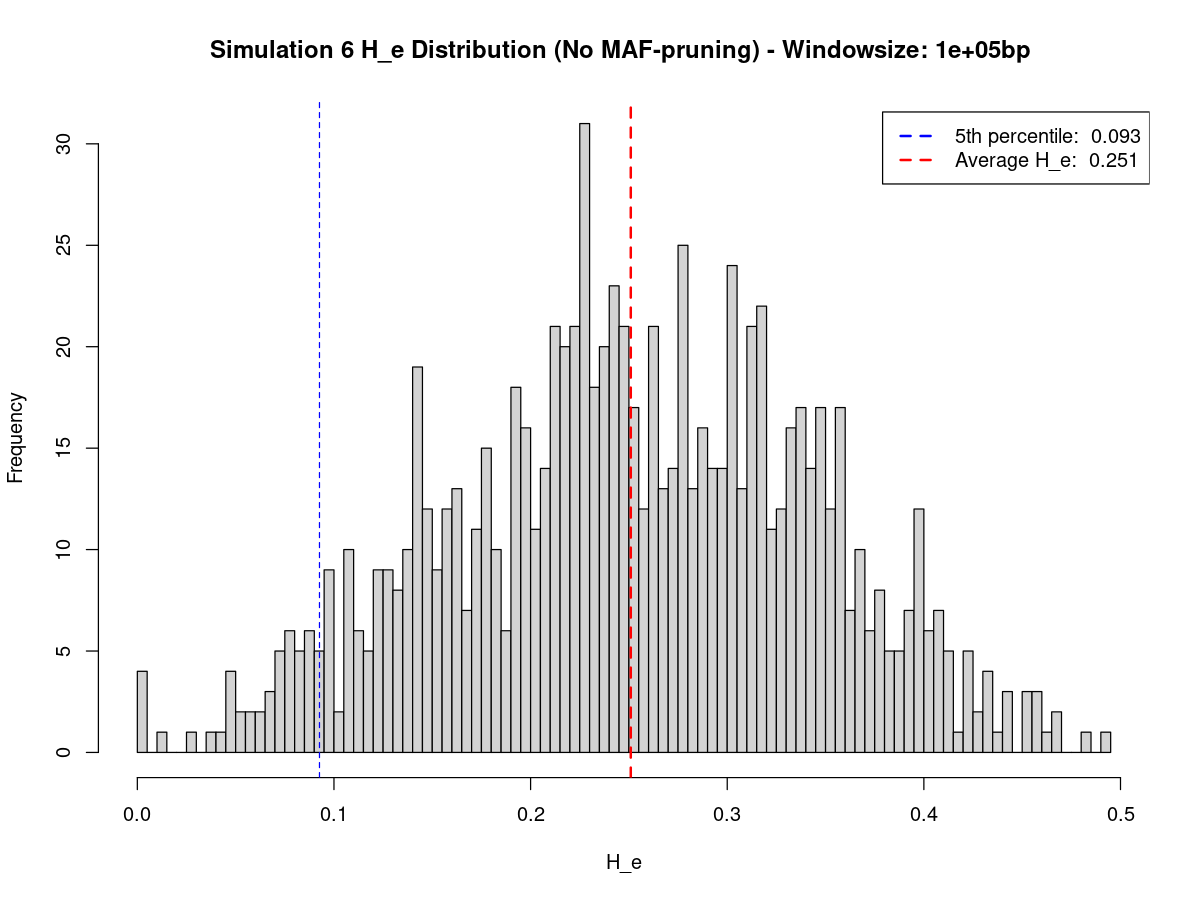 Simulation 6 H_e Distribution (No MAF-pruning) - Windowsize: 1e+05bp
5th percentile:  0.093
Average H_e:  0.251
Frequency
30
25
20
15
10
5
0
0.0 0.1 0.2 0.3 0.4 0.5
H_e